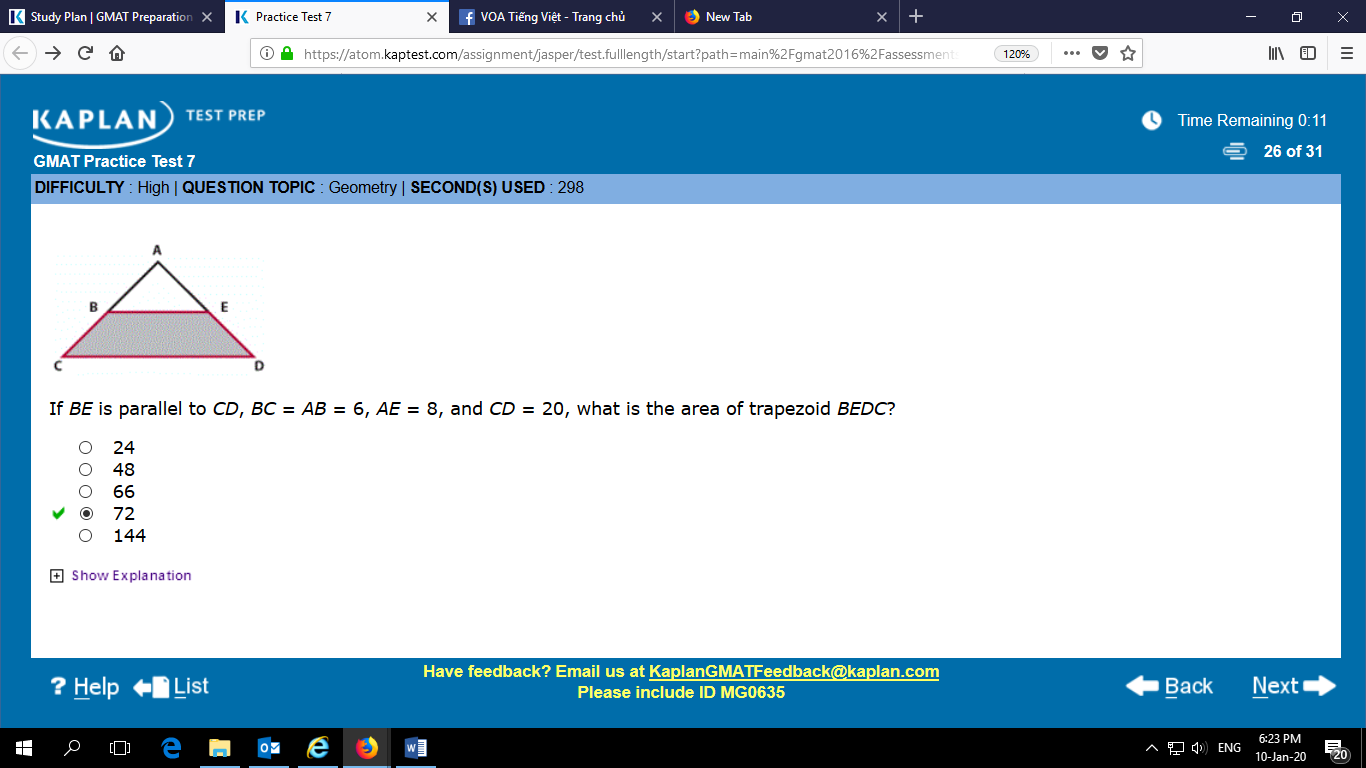 Study Plan | GMAT Preparation
Practice Test 7
VOA Tiếng Việt - Trang chủ
New Tab
https://atom.kaptest.com/assignment/jasper/test.fulllength/start?path=main%2Fgmat2016%2Fassessment
120%
KAPLAN TEST PREP
Time Remaining 0:11
GMAT Practice Test 7
26 of 31
DIFFICULTY : High | QUESTION TOPIC : Geometry | SECOND(S) USED : 298
A
B
E
C
D
If BE is parallel to CD, BC = AB = 6, AE = 8, and CD = 20, what is the area of trapezoid BEDC?
24
48
66
72
144
Show Explanation
Have feedback? Email us at KaplanGMATFeedback@kaplan.com
Please include ID MG0635
? Help
List
Back
Next
ENG
6:23 PM
10-Jan-20
20